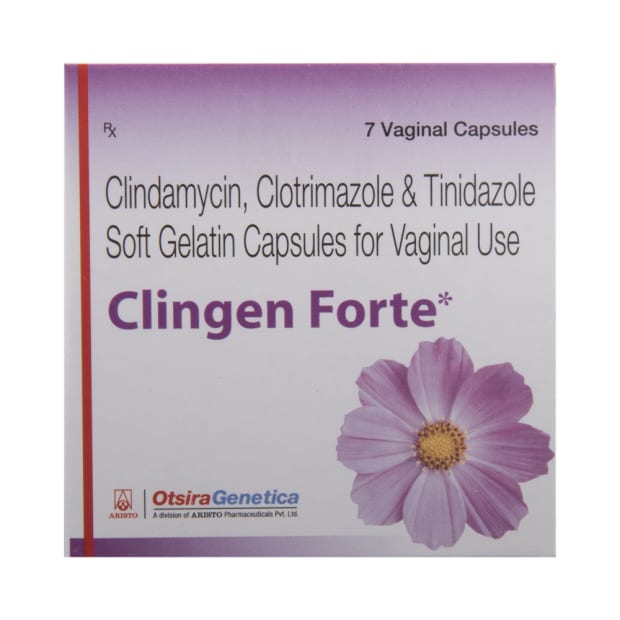 Rx
7 Vaginal Capsules
Clindamycin, Clotrimazole & Tinidazole
Soft Gelatin Capsules for Vaginal Use
Clingen Forte*
ARISTO
OtsiraGenetica
A division of ARISTO Pharmaceuticals Pvt. Ltd.